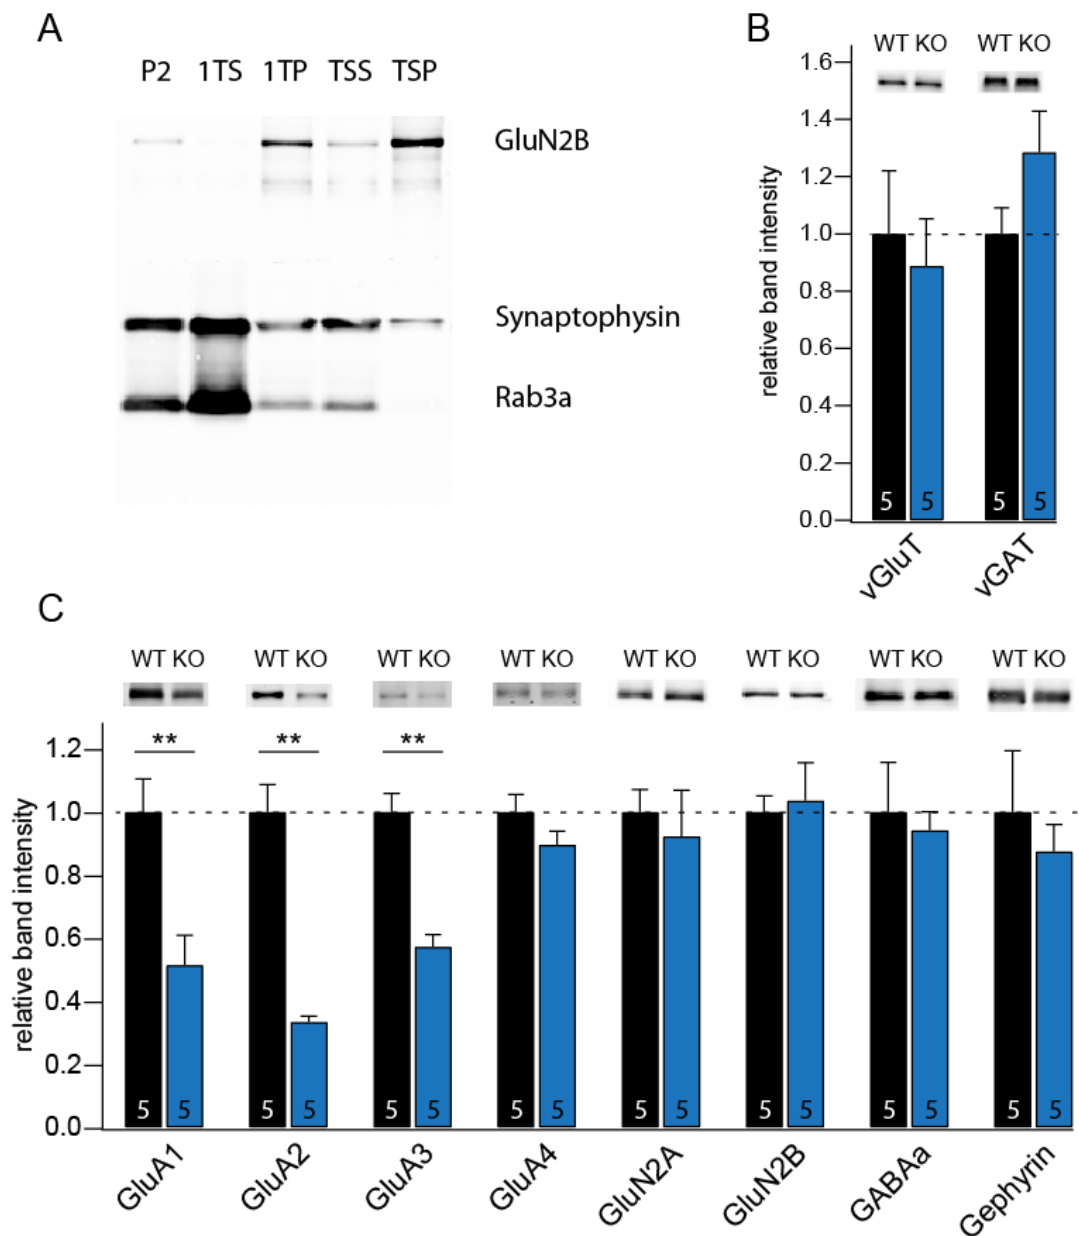 A
P2 1TS 1TP TSS TSP
GluN2B
Synaptophysin
Rab3a
B
WT KO WT KO
relative band intensity
1.6
1.4
1.2
1.0
0.8
0.6
0.4
0.2
0.0
5 5 5 5
vGluT vGAT
C
WT KO WT KO WT KO WT KO WT KO WT KO WT KO WT KO
** ** **
relative band intensity
1.2
1.0
0.8
0.6
0.4
0.2
0.0
5 5 5 5 5 5 5 5 5 5 5 5 5 5 5 5
GluA1 GluA2 GluA3 GluA4 GluN2A GluN2B GABAa Gephyrin